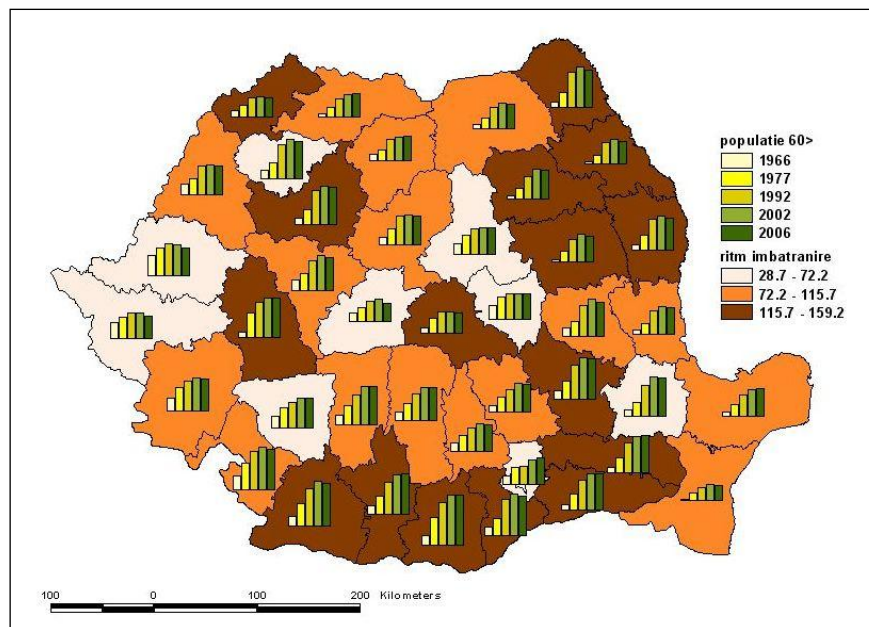 populatie 60>
1966
1977
1992
2002
2006
ritm imbatranire
28.7 - 72.2
72.2 - 115.7
115.7 - 159.2
100 0 100 200 Kilometers